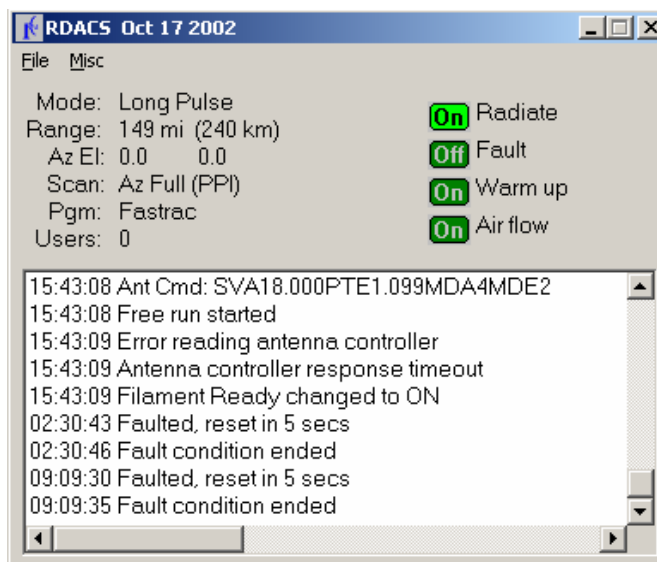 RDACS Oct 17 2002
File Misc
Mode: Long Pulse
Range: 149 mi (240 km)
Az El: 0.0 0.0
Scan: Az Full (PPI)
Pgm: Fastrac
Users: 0
On Radiate
Off Fault
On Warm up
On Air flow
15:43:08 Ant Cmd: SVA18.000PTE1.099MDA4MDE2
15:43:08 Free run started
15:43:09 Error reading antenna controller
15:43:09 Antenna controller response timeout
15:43:09 Filament Ready changed to ON
02:30:43 Faulted, reset in 5 secs
02:30:46 Fault condition ended
09:09:30 Faulted, reset in 5 secs
09:09:35 Fault condition ended